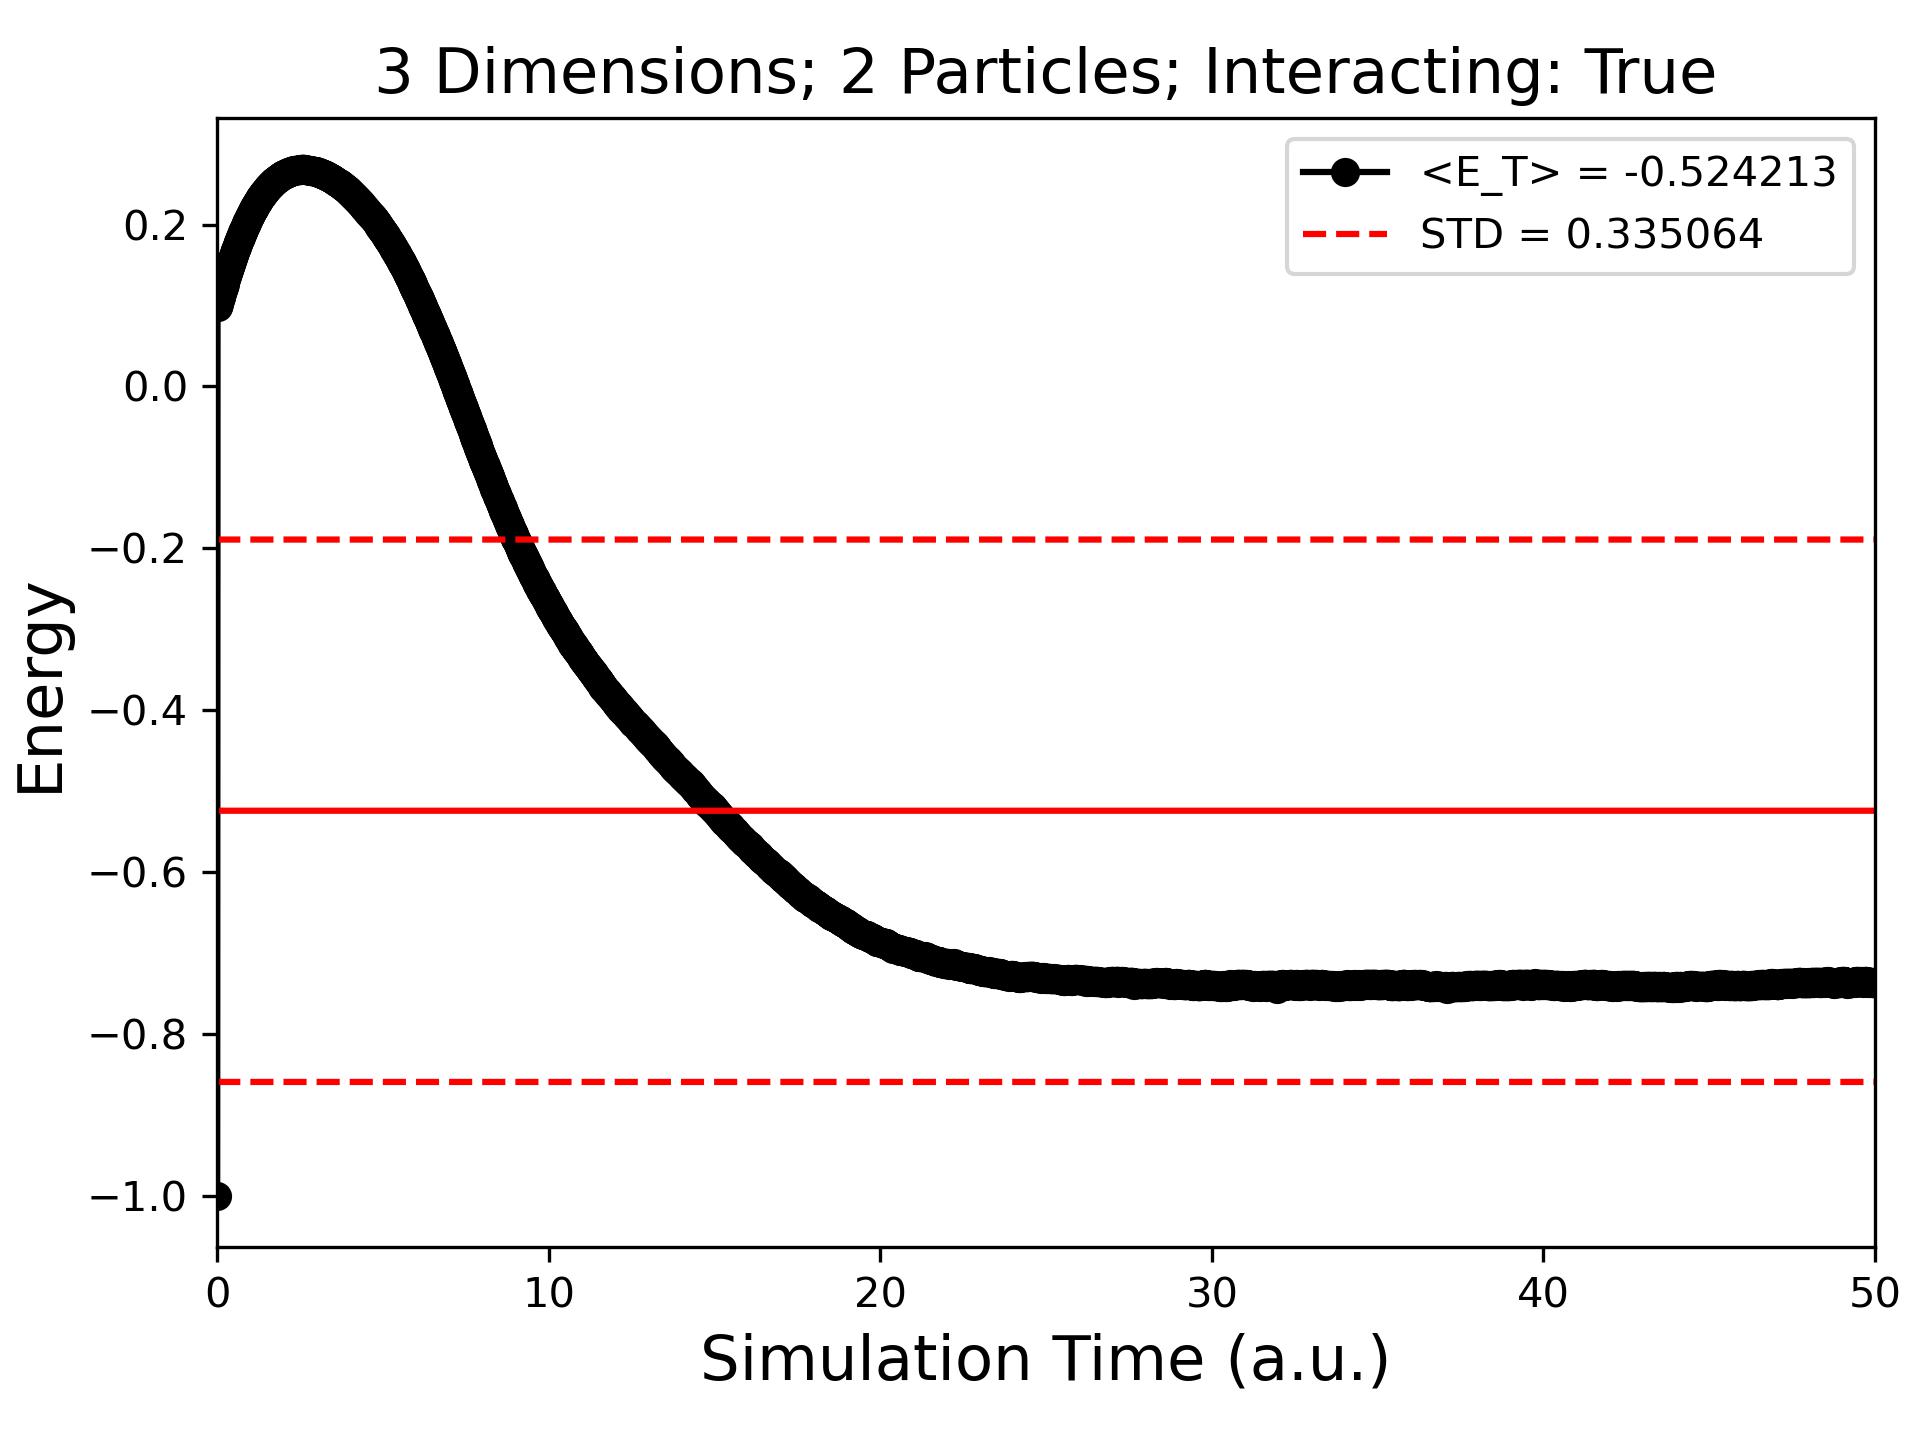 3 Dimensions; 2 Particles; Interacting: True
<E_T> = -0.524213
STD = 0.335064
0.2
0.0
−0.2
−0.4
−0.6
−0.8
−1.0
Energy
0 10 20 30 40 50
Simulation Time (a.u.)